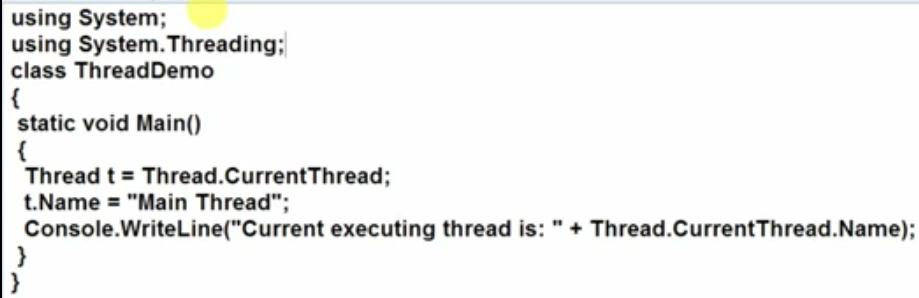 using System;
using System.Threading;
class ThreadDemo
{
static void Main()
{
Thread t = Thread.CurrentThread;
t.Name = "Main Thread";
Console.WriteLine("Current executing thread is: " + Thread.CurrentThread.Name);
}
}